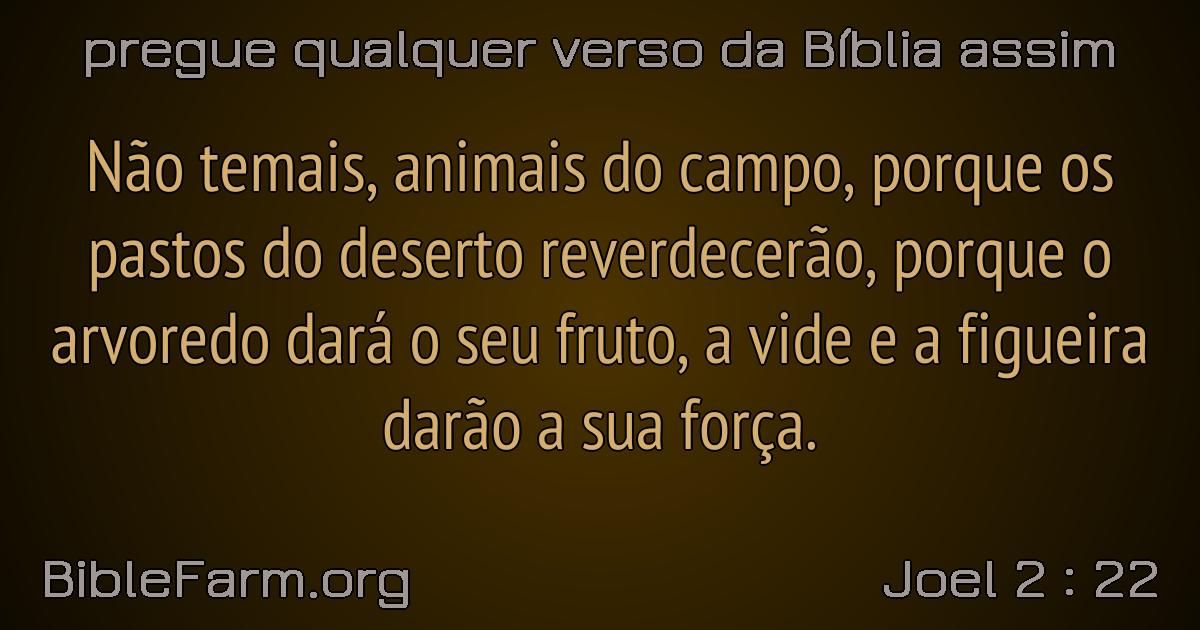 pregue qualquer verso da Bíblia assim
Não temais, animais do campo, porque os
pastos do deserto reverdecerão, porque o
arvoredo dará o seu fruto, a vide e a figueira
darão a sua força.
BibleFarm.org
Joel 2 : 22